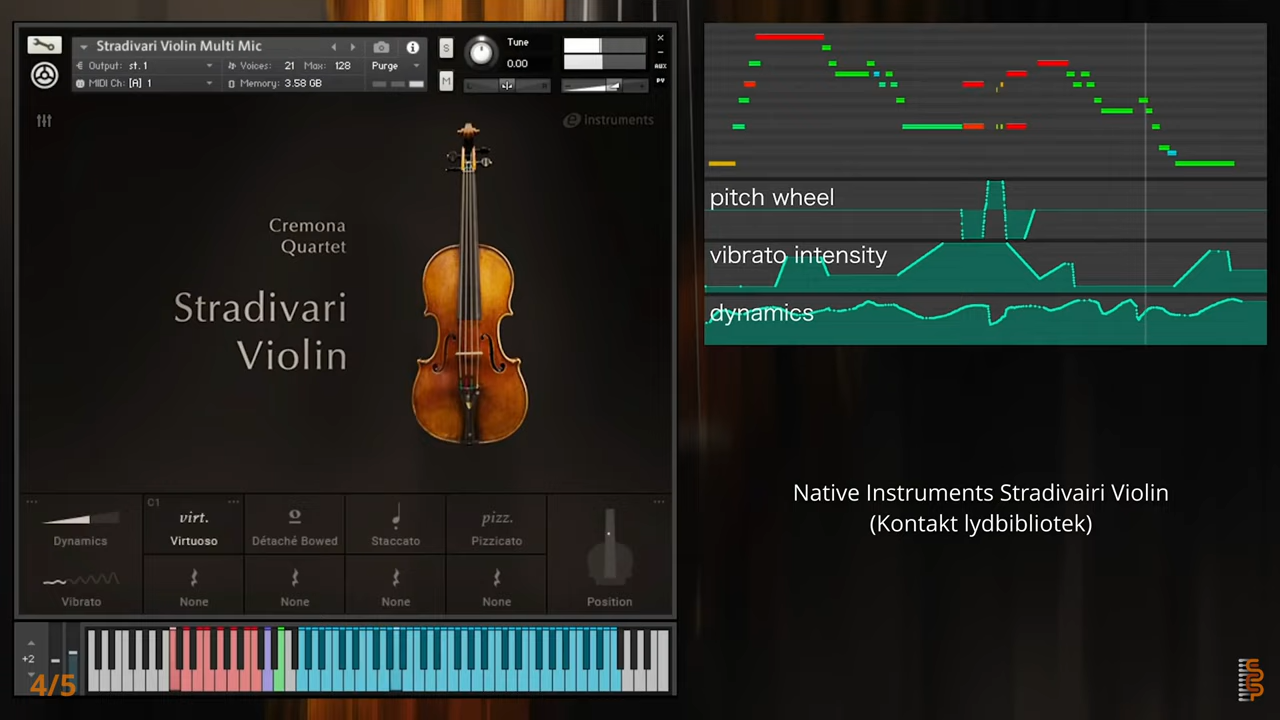 Stradivari Violin Multi Mic
Output: st. 1
Voices: 21 Max: 128
Purge
MIDI Ch: [A] 1
Memory: 3.58 GB
S
M
Tune
0.00
L
R
AUX
PV
e instruments
Cremona
Quartet
Stradivari
Violin
Dynamics
C1
virt.
Virtuoso
Détaché Bowed
Staccato
pizz.
Pizzicato
Vibrato
None
None
None
None
Position
+2
4/5
pitch wheel
vibrato intensity
dynamics
Native Instruments Stradivairi Violin
(Kontakt lydbibliotek)